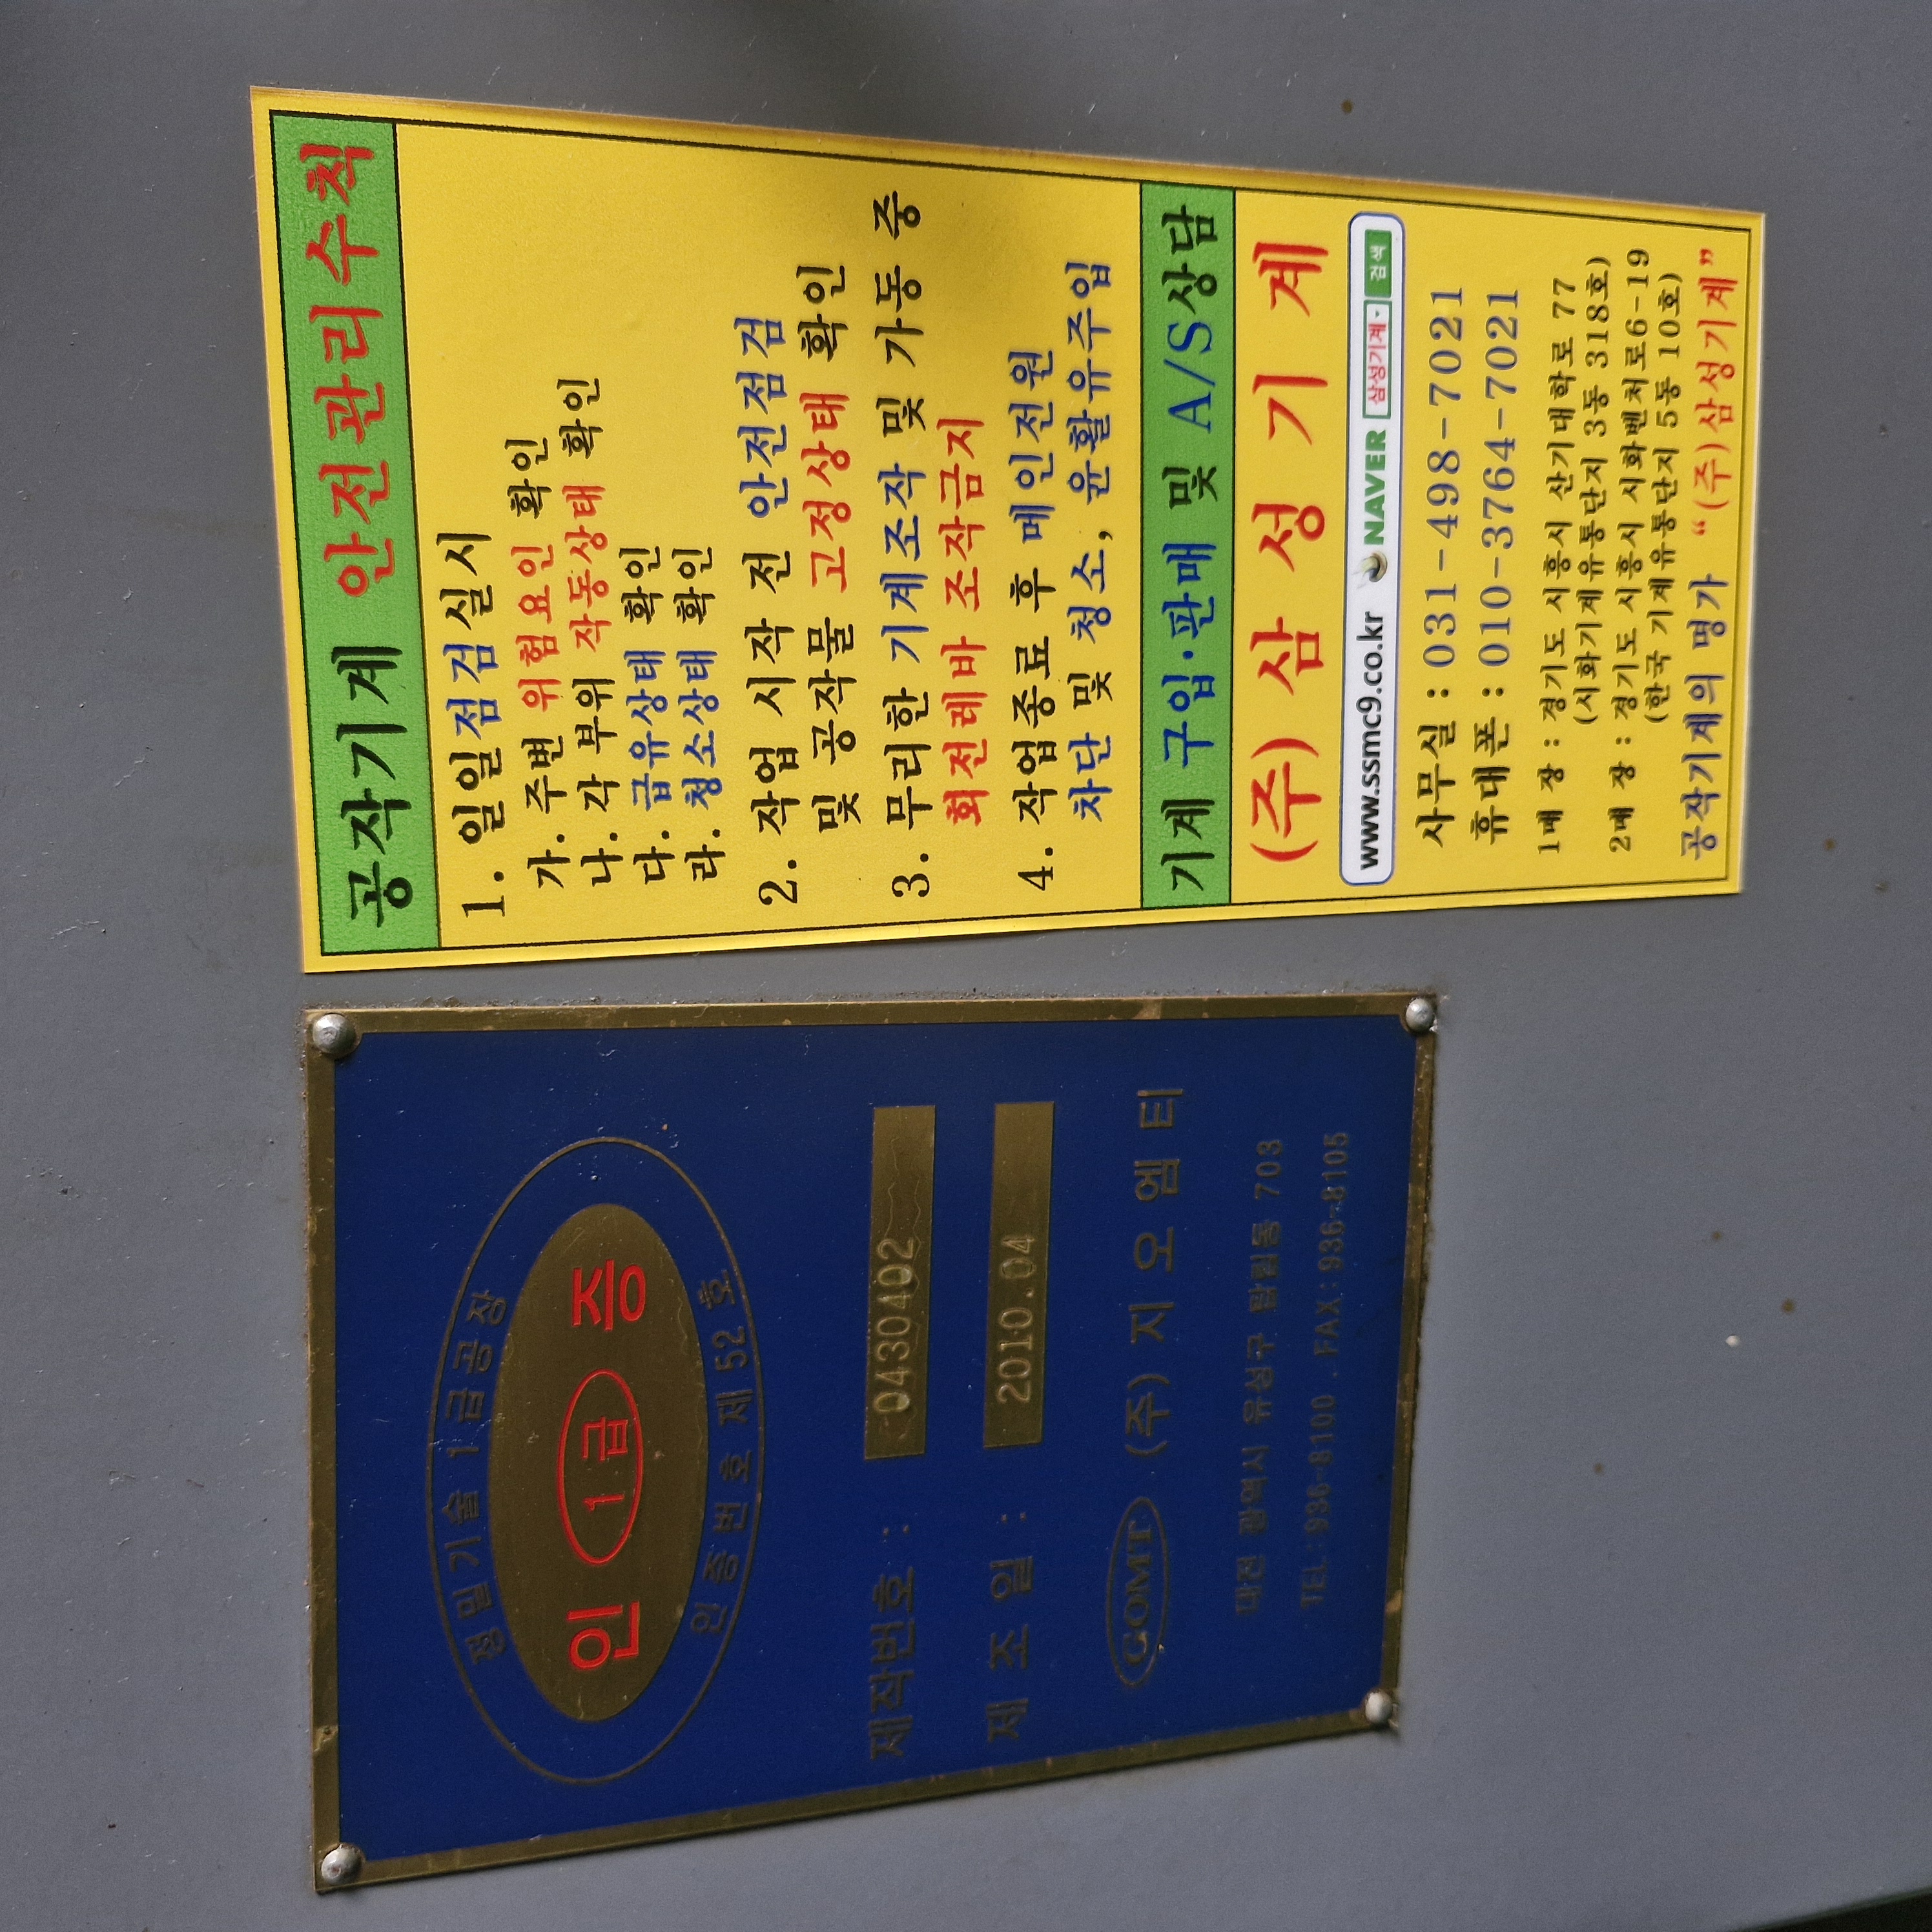 정밀기술 1급공장
인 1급 증
인증번호 제 52 호
제작번호 : 0430402
제 조 일 : 2010.04
GOMT (주) 지 오 엠 티
대전 광역시 유성구 탑립동 703
TEL:936-8100 . FAX:936-8105
공작기계 안전관리수칙
1. 일일점검실시
가. 주변 위험요인 확인
나. 각 부위 작동상태 확인
다. 급유상태 확인
라. 청소상태 확인
2. 작업 시작 전 안전점검
및 공작물 고정상태 확인
3. 무리한 기계조작 및 가동 중
회전레바 조작금지
4. 작업종료 후 메인전원
차단 및 청소, 윤활유주입
기계 구입·판매 및 A/S상담
(주) 삼 성 기 계
www.ssmc9.co.kr NAVER 삼성기계 검색
사무실 : 031-498-7021
휴대폰 : 010-3764-7021
1매 장 : 경기도 시흥시 산기대학로 77
(시화기계유통단지 3동 318호)
2매 장 : 경기도 시흥시 시화벤처로6-19
(한국 기계유통단지 5동 10호)
공작기계의 명가 “(주)삼성기계”